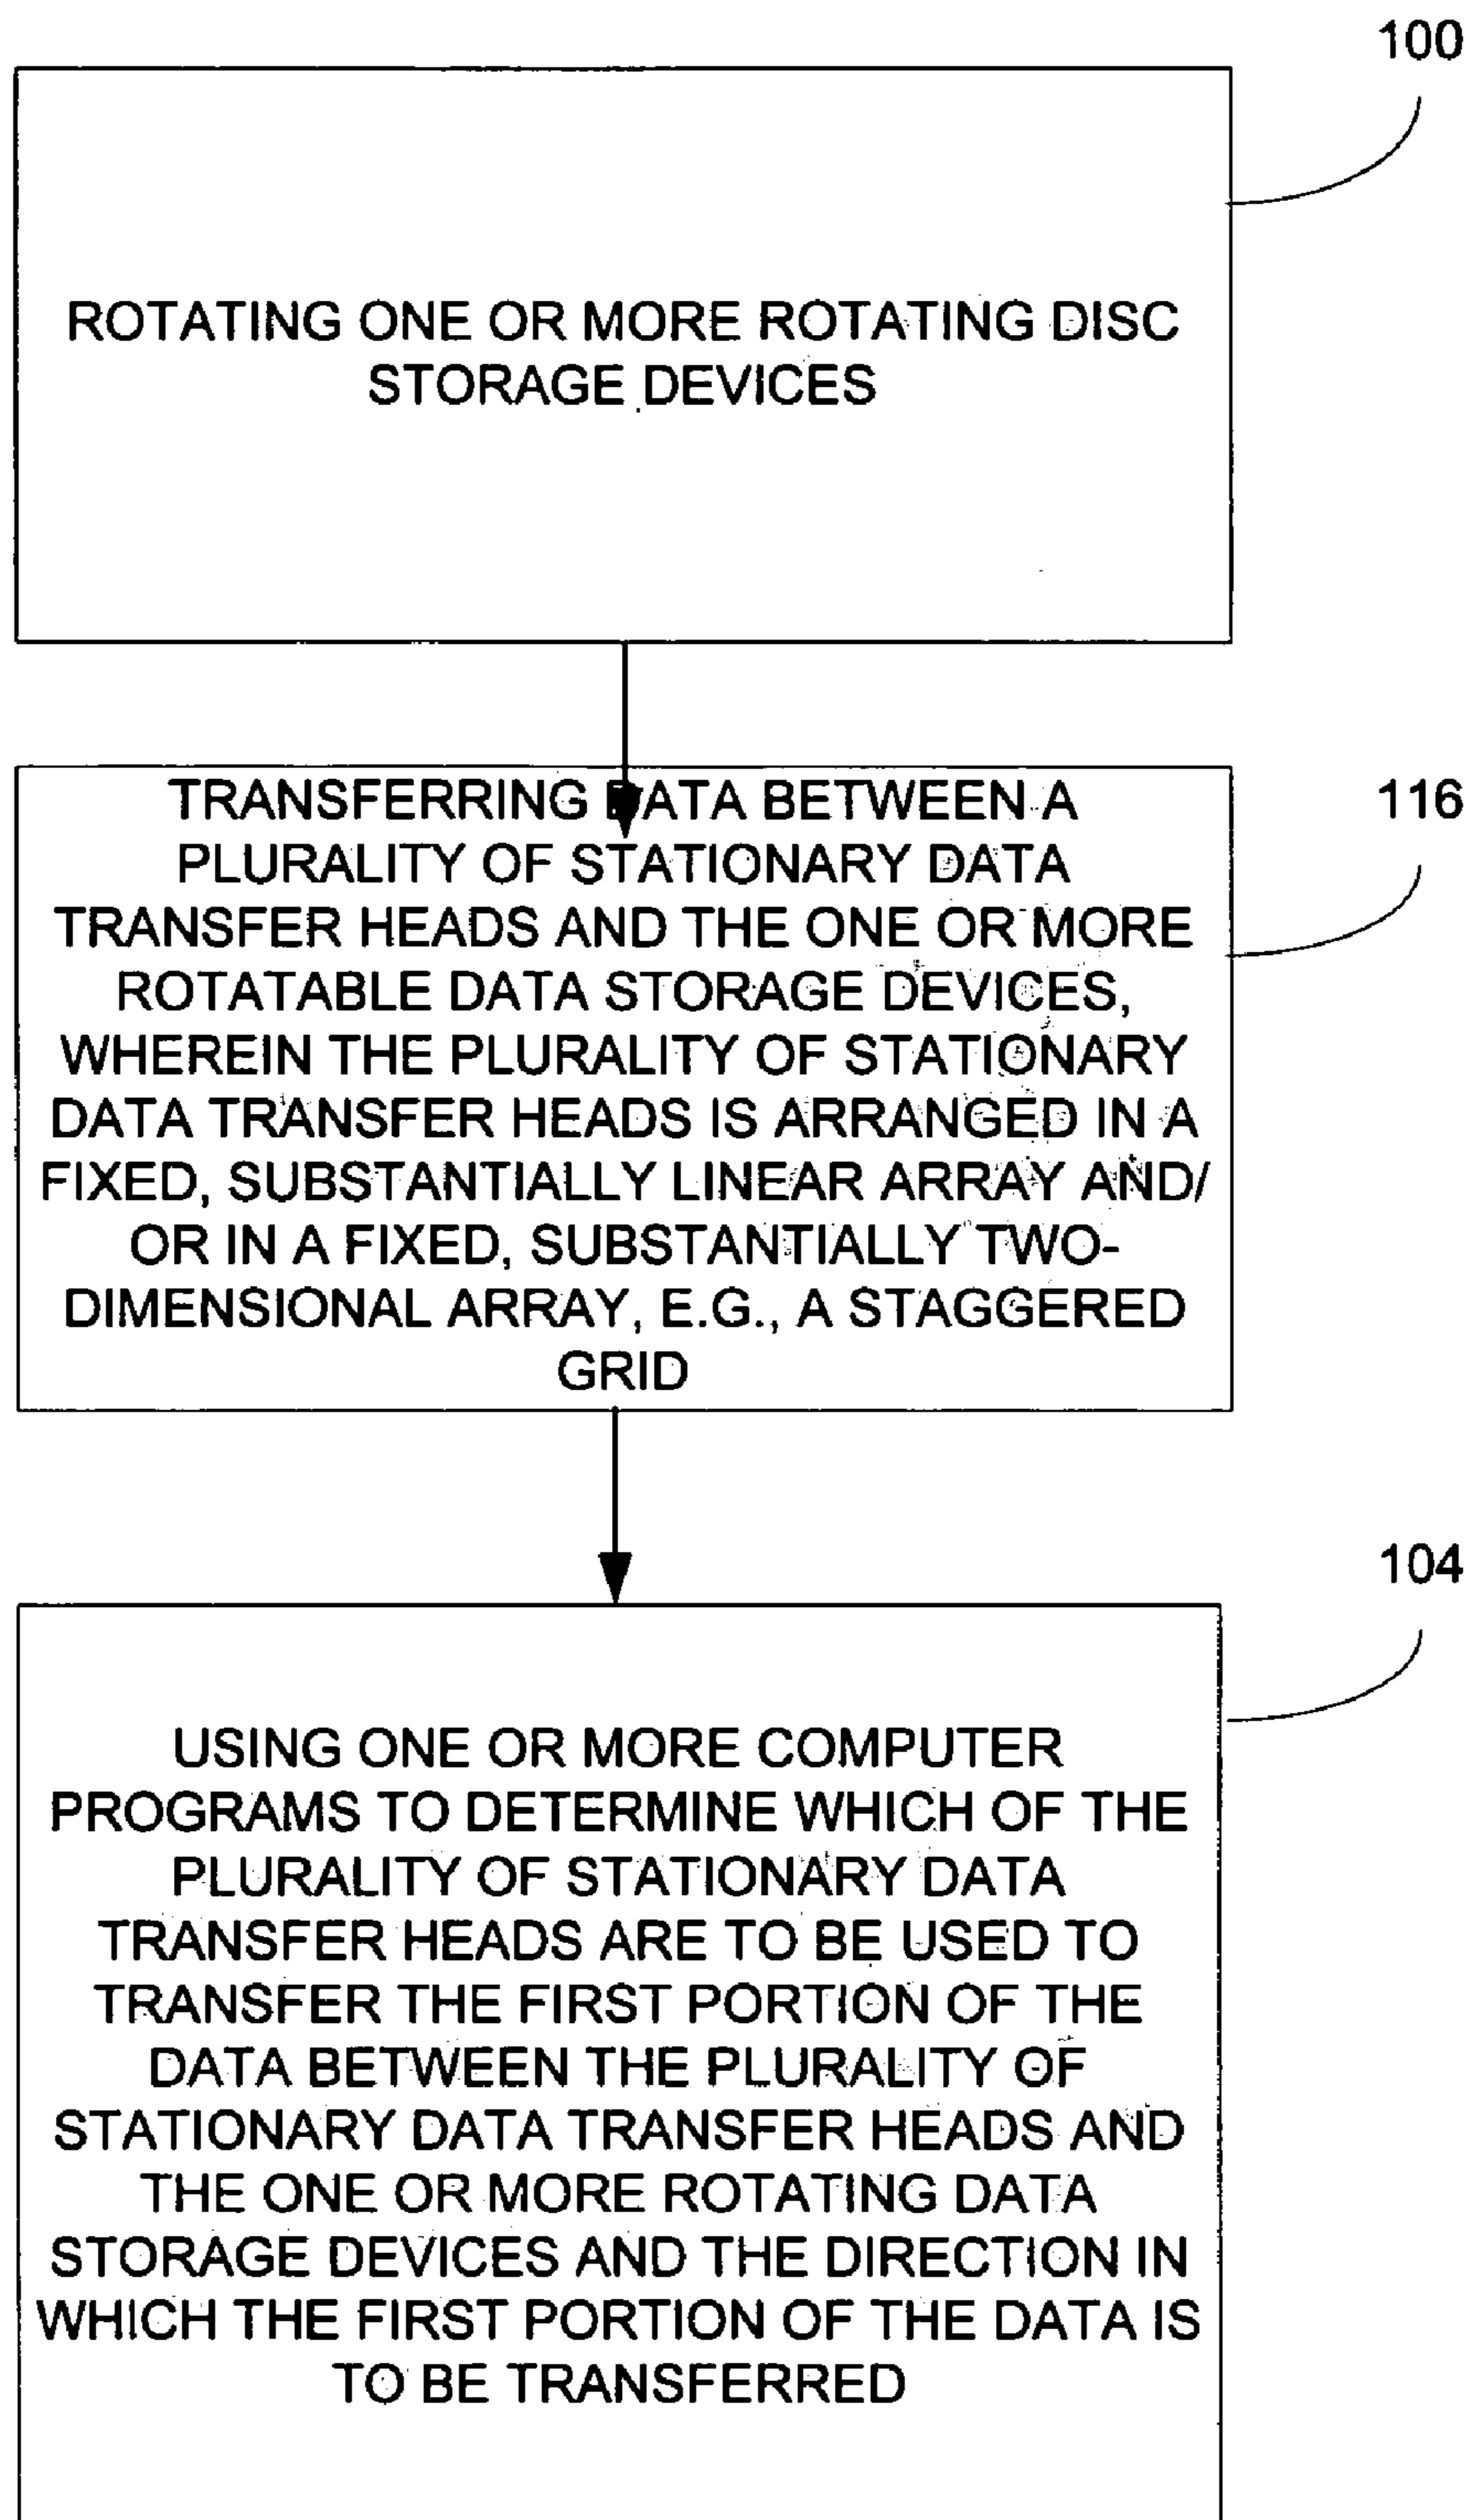 100
ROTATING ONE OR MORE ROTATING DISC
STORAGE DEVICES
TRANSFERRING DATA BETWEEN A
116
PLURALITY OF STATIONARY DATA
TRANSFER HEADS AND THE ONE OR MORE
ROTATABLE DATA STORAGE DEVICES,
WHEREIN THE PLURALITY OF STATIONARY
DATA TRANSFER HEADS IS ARRANGED IN A
FIXED, SUBSTANTIALLY LINEAR ARRAY AND/
OR IN A FIXED, SUBSTANTIALLY TWO-
DIMENSIONAL ARRAY, E.G., A STAGGERED
GRID
104
USING ONE OR MORE COMPUTER
PROGRAMS TO DETERMINE WHICH OF THE
PLURALITY OF STATIONARY DATA
TRANSFER HEADS ARE TO BE USED TO
TRANSFER THE FIRST PORTION OF THE
DATA BETWEEN THE PLURALITY OF
STATIONARY DATA TRANSFER HEADS AND
THE ONE OR MORE ROTATING DATA
STORAGE DEVICES AND THE DIRECTION IN
WHICH THE FIRST PORTION OF THE DATA IS
TO BE TRANSFERRED